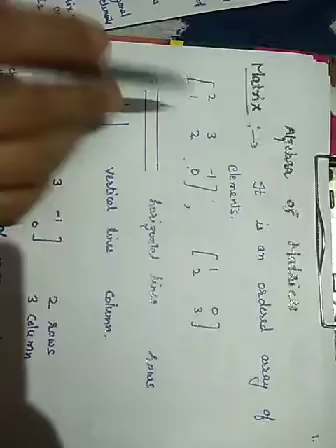 1.
Algebra of Matrices
Matrix :→ It is an ordered array of
elements.
[ 2 3 -1
1 2 0 ] , [ 1 0
2 3 ]
horizontal lines rows
vertical lines column.
3 -1
0 ] 2 rows
3 column